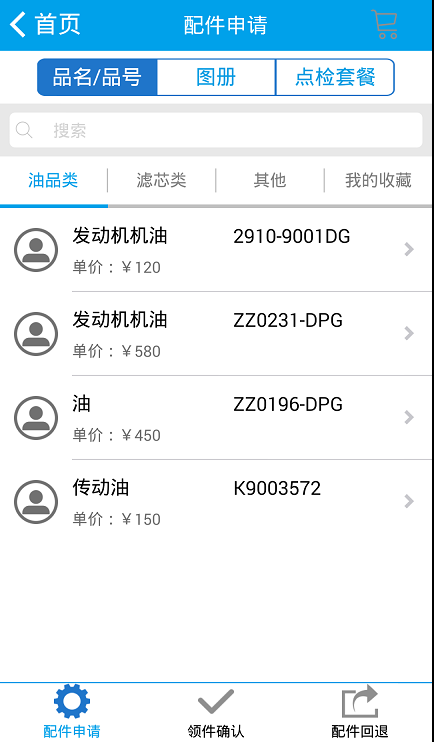 首页 配件申请
品名/品号 图册 点检套餐
搜索
油品类 滤芯类 其他 我的收藏
发动机机油 2910-9001DG
单价：￥120
发动机机油 ZZ0231-DPG
单价：￥580
油 ZZ0196-DPG
单价：￥450
传动油 K9003572
单价：￥150
配件申请 领件确认 配件回退